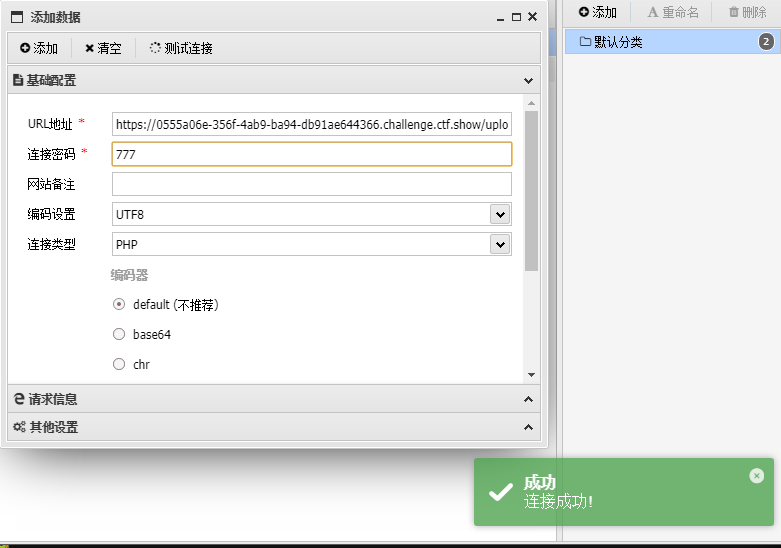 添加数据
添加 清空 测试连接
基础配置
URL地址 * https://0555a06e-356f-4ab9-ba94-db91ae644366.challenge.ctf.show/uplo
连接密码 * 777
网站备注
编码设置 UTF8
连接类型 PHP
编码器
default (不推荐)
base64
chr
请求信息
其他设置
添加 重命名 删除
默认分类 2
成功
连接成功!